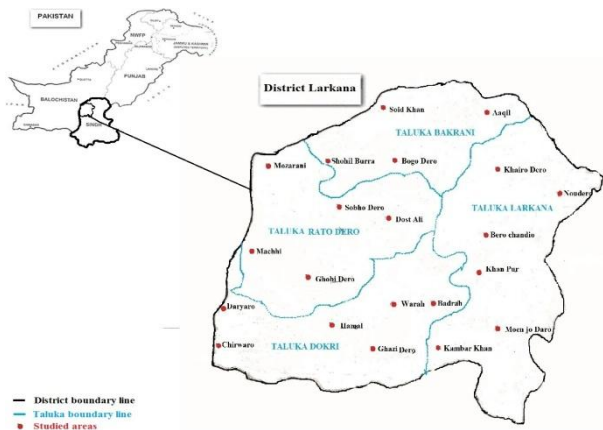 PAKISTAN
NWFP
PUNJAB
BALOCHISTAN
SINDH
District Larkana
Soid Khan
Aaqil
TALUKA BAKRANI
Shohil Burra
Bogo Dero
Khairo Dero
Mozarani
Noudero
TALUKA LARKANA
Sobho Dero
Dost Ali
TALUKA RATO DERO
Bero chandio
Machhi
Khan Pur
Ghohi Dero
Daryaro
Warah
Badrah
Hamal
Moen jo Daro
Chirwaro
TALUKA DOKRI
Ghazi Dero
Kambar Khan
District boundary line
Taluka boundary line
Studied areas